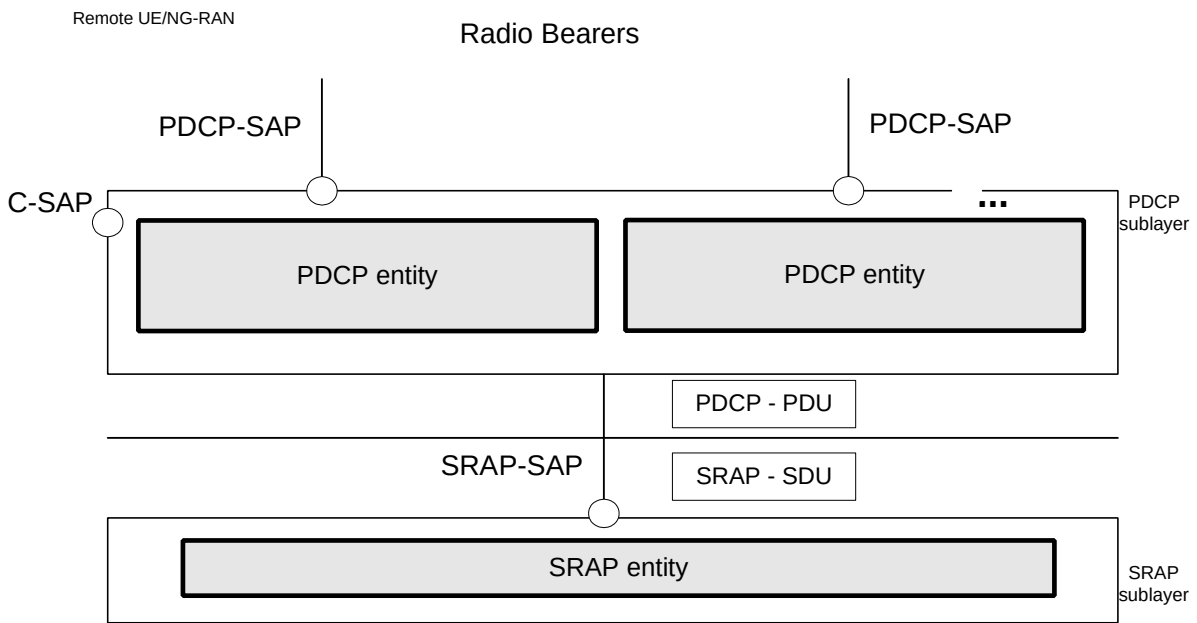 Remote UE/NG-RAN
Radio Bearers
PDCP-SAP
PDCP-SAP
C-SAP
...
PDCP
sublayer
PDCP entity
PDCP entity
PDCP - PDU
SRAP-SAP
SRAP - SDU
SRAP entity
SRAP
sublayer